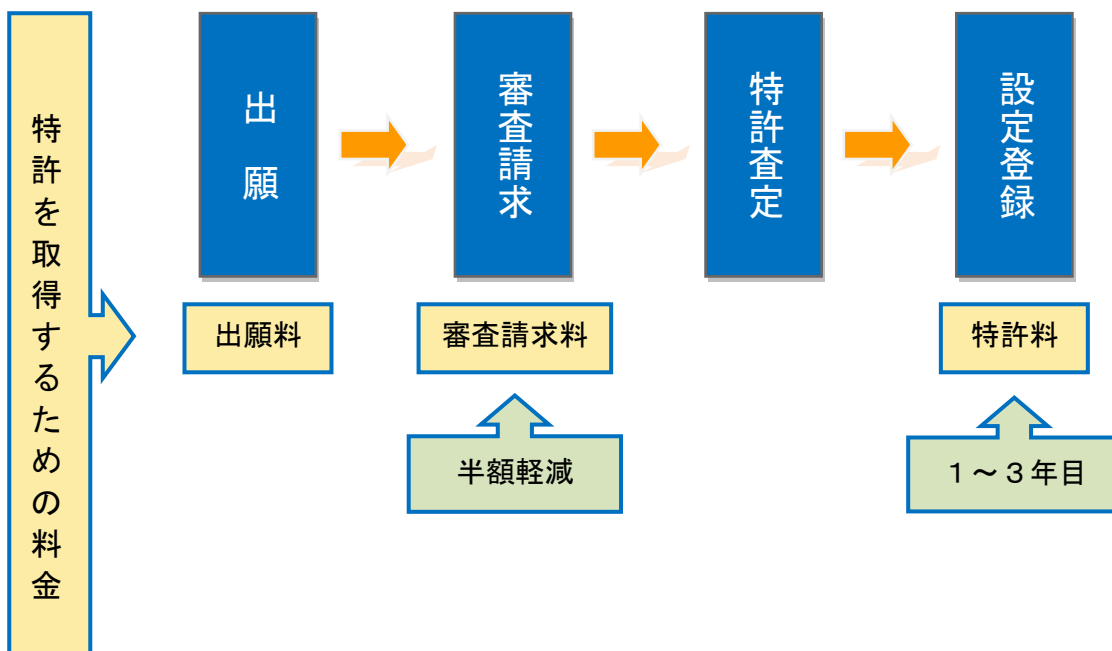 特許を取得するための料金
出願
審査請求
特許査定
設定登録
出願料
審査請求料
特許料
半額軽減
１～３年目